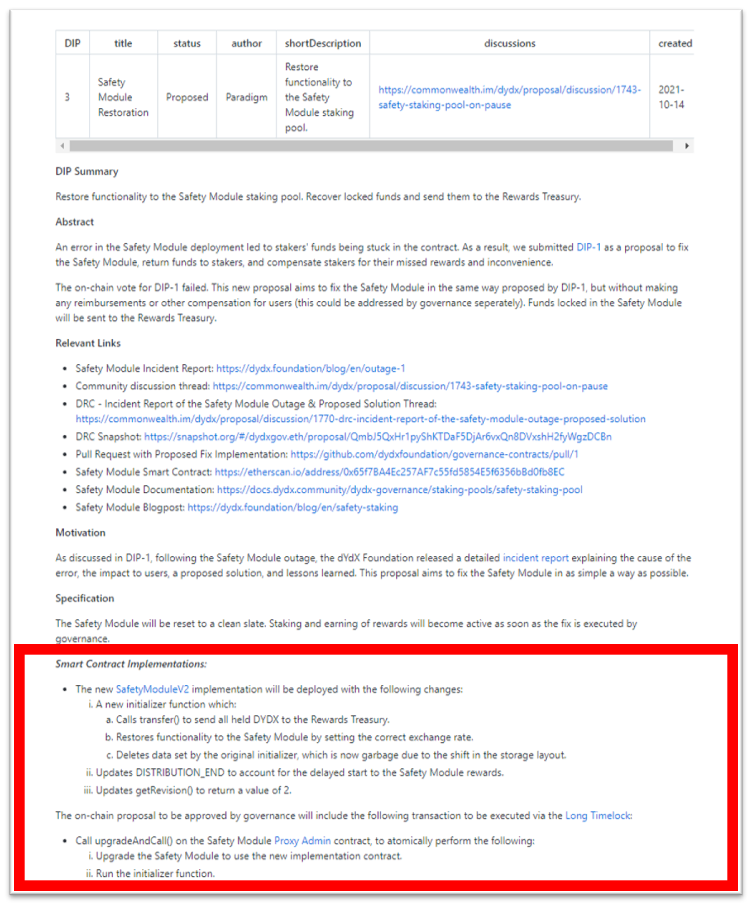 DIP title status author shortDescription discussions created
3 Safety Module Restoration Proposed Paradigm Restore functionality to the Safety Module staking pool. https://commonwealth.im/dydx/proposal/discussion/1743-safety-staking-pool-on-pause 2021-10-14
DIP Summary
Restore functionality to the Safety Module staking pool. Recover locked funds and send them to the Rewards Treasury.
Abstract
An error in the Safety Module deployment led to stakers' funds being stuck in the contract. As a result, we submitted DIP-1 as a proposal to fix
the Safety Module, return funds to stakers, and compensate stakers for their missed rewards and inconvenience.
The on-chain vote for DIP-1 failed. This new proposal aims to fix the Safety Module in the same way proposed by DIP-1, but without making
any reimbursements or other compensation for users (this could be addressed by governance seperately). Funds locked in the Safety Module
will be sent to the Rewards Treasury.
Relevant Links
• Safety Module Incident Report: https://dydx.foundation/blog/en/outage-1
• Community discussion thread: https://commonwealth.im/dydx/proposal/discussion/1743-safety-staking-pool-on-pause
• DRC - Incident Report of the Safety Module Outage & Proposed Solution Thread:
https://commonwealth.im/dydx/proposal/discussion/1770-drc-incident-report-of-the-safety-module-outage-proposed-solution
• DRC Snapshot: https://snapshot.org/#/dydxgov.eth/proposal/QmbJ5QxHr1pyShKTDaF5DjAr6vxQn8DVxshH2fyWgzDCBn
• Pull Request with Proposed Fix Implementation: https://github.com/dydxfoundation/governance-contracts/pull/1
• Safety Module Smart Contract: https://etherscan.io/address/0x65f7BA4Ec257AF7c55fd5854E5f6356bBd0fb8EC
• Safety Module Documentation: https://docs.dydx.community/dydx-governance/staking-pools/safety-staking-pool
• Safety Module Blogpost: https://dydx.foundation/blog/en/safety-staking
Motivation
As discussed in DIP-1, following the Safety Module outage, the dYdX Foundation released a detailed incident report explaining the cause of the
error, the impact to users, a proposed solution, and lessons learned. This proposal aims to fix the Safety Module in as simple a way as possible.
Specification
The Safety Module will be reset to a clean slate. Staking and earning of rewards will become active as soon as the fix is executed by
governance.
Smart Contract Implementations:
• The new SafetyModuleV2 implementation will be deployed with the following changes:
i. A new initializer function which:
a. Calls transfer() to send all held DYDX to the Rewards Treasury.
b. Restores functionality to the Safety Module by setting the correct exchange rate.
c. Deletes data set by the original initializer, which is now garbage due to the shift in the storage layout.
ii. Updates DISTRIBUTION_END to account for the delayed start to the Safety Module rewards.
iii. Updates getRevision() to return a value of 2.
The on-chain proposal to be approved by governance will include the following transaction to be executed via the Long Timelock:
• Call upgradeAndCall() on the Safety Module Proxy Admin contract, to atomically perform the following:
i. Upgrade the Safety Module to use the new implementation contract.
ii. Run the initializer function.